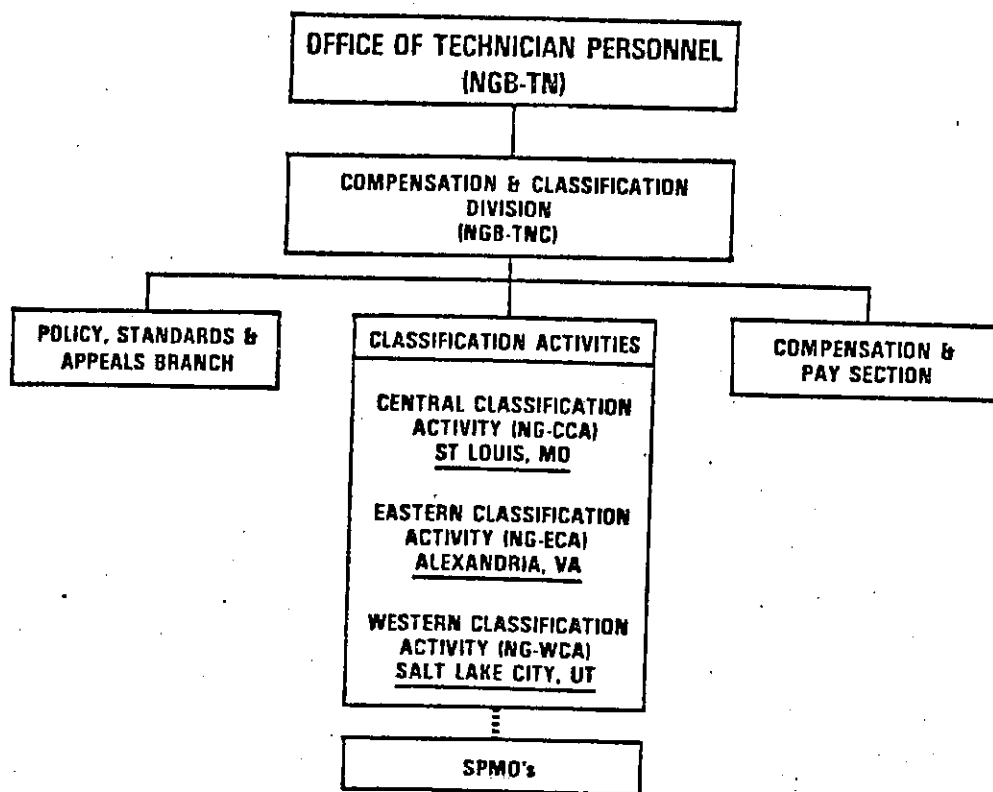 OFFICE OF TECHNICIAN PERSONNEL
(NGB-TN)
COMPENSATION & CLASSIFICATION
DIVISION
(NGB-TNC)
POLICY, STANDARDS &
APPEALS BRANCH
CLASSIFICATION ACTIVITIES
CENTRAL CLASSIFICATION
ACTIVITY (NG-CCA)
ST LOUIS, MO
EASTERN CLASSIFICATION
ACTIVITY (NG-ECA)
ALEXANDRIA, VA
WESTERN CLASSIFICATION
ACTIVITY (NG-WCA)
SALT LAKE CITY, UT
COMPENSATION &
PAY SECTION
SPMO's